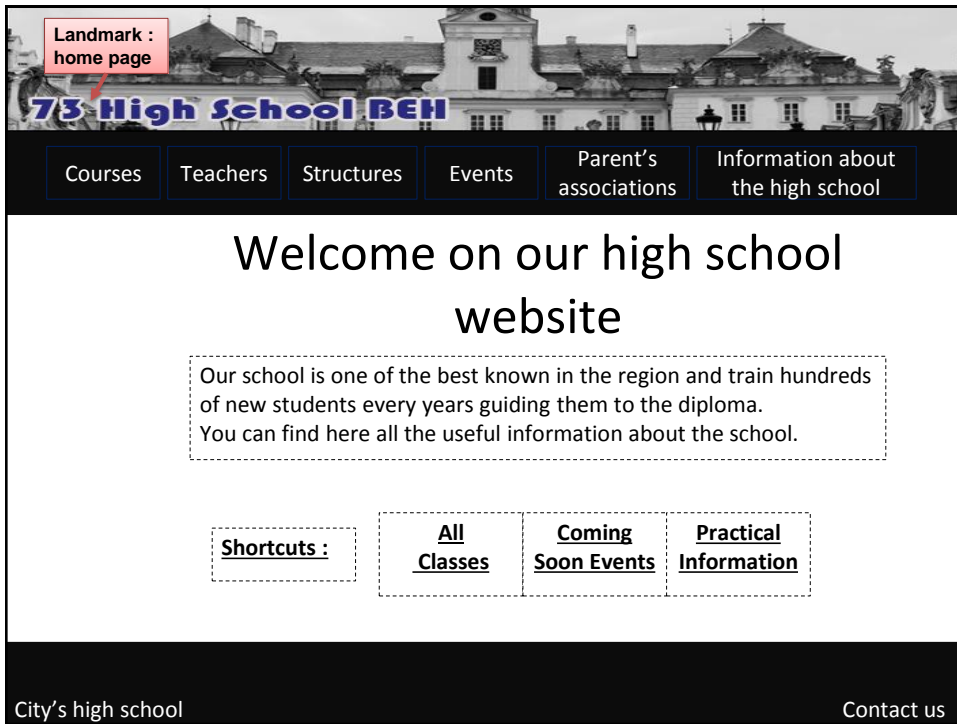 Landmark :
home page
73 High School BEH
Courses
Teachers
Structures
Events
Parent's
associations
Information about
the high school
Welcome on our high school
website
Our school is one of the best known in the region and train hundreds
of new students every years guiding them to the diploma.
You can find here all the useful information about the school.
Shortcuts :
All
Classes
Coming
Soon Events
Practical
Information
City's high school
Contact us